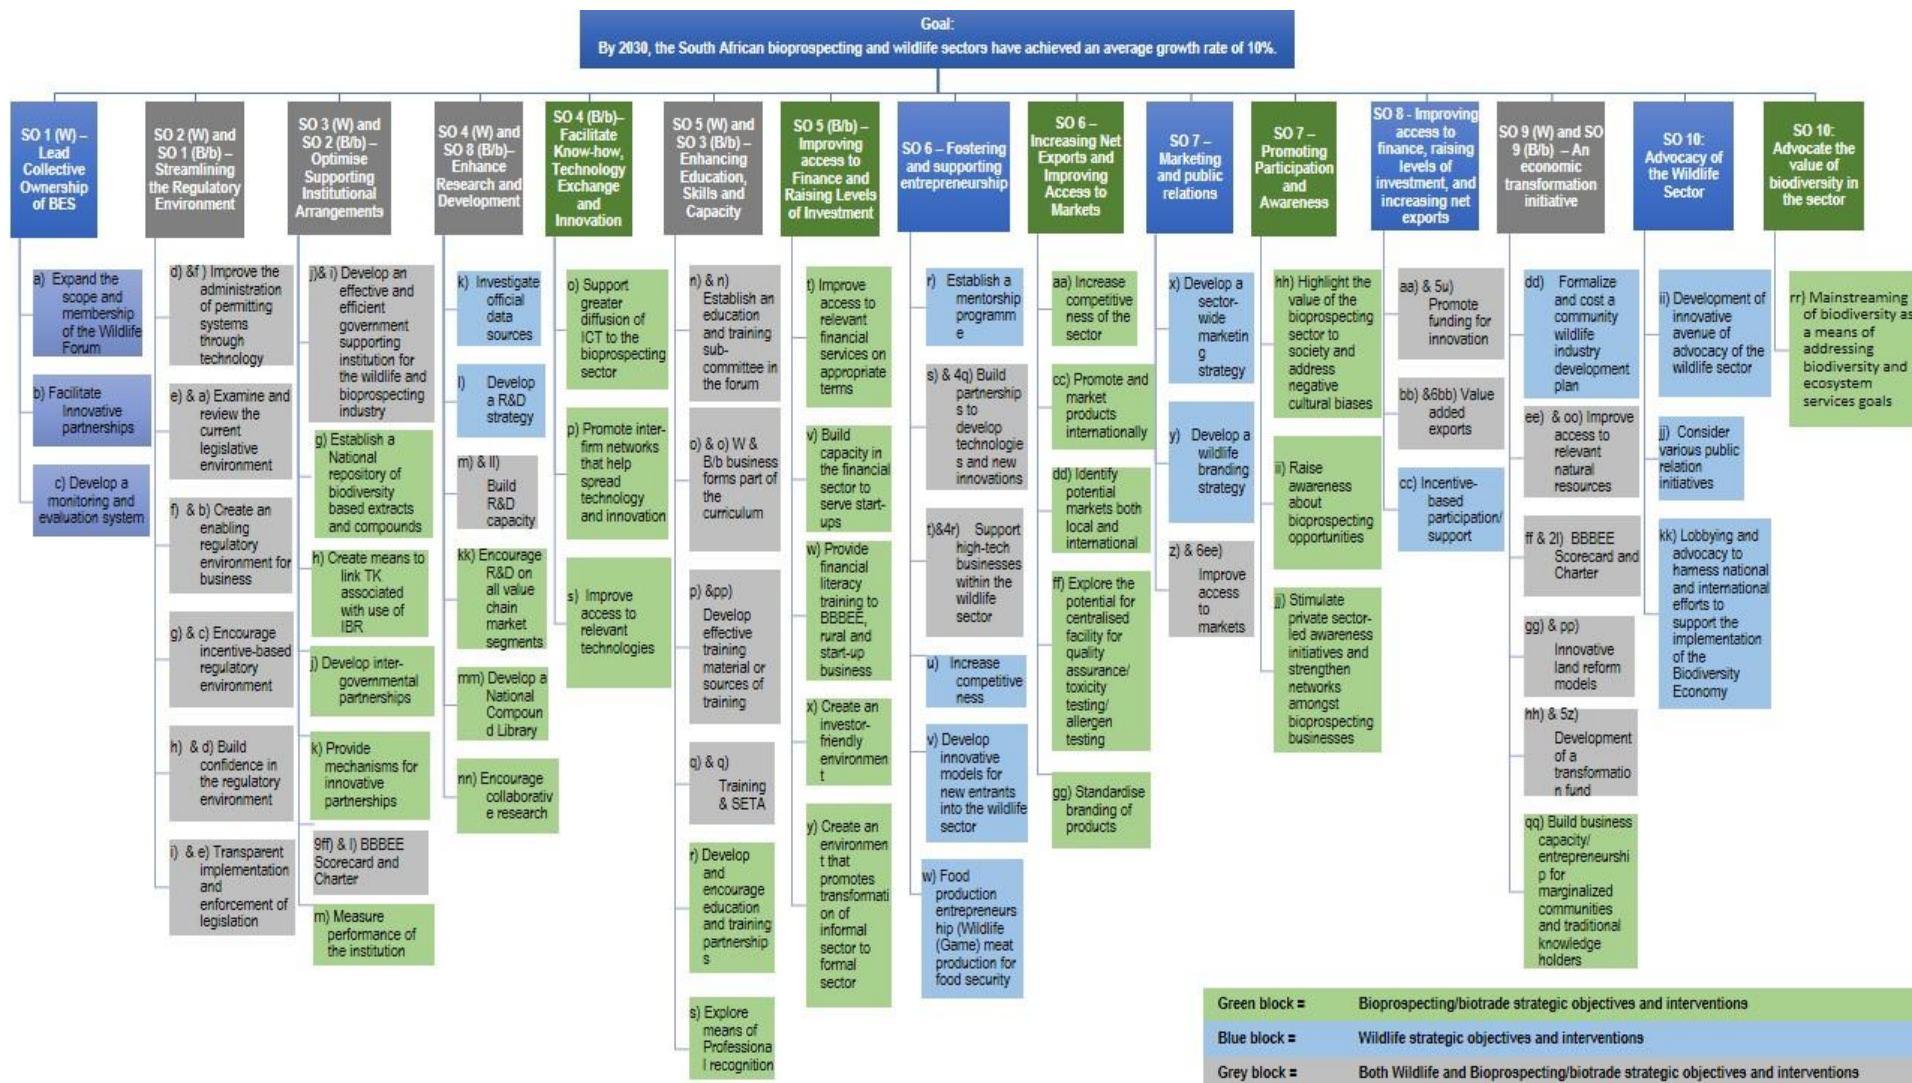 Goal:
By 2030, the South African bioprospecting and wildlife sectors have achieved an average growth rate of 10%.
SO 1 (W) –
Lead
Collective
Ownership
of BES
a) Expand the
scope and
membership
of the Wildlife
Forum
b) Facilitate
Innovative
partnerships
c) Develop a
monitoring and
evaluation system
SO 2 (W) and
SO 1 (B/b) –
Streamlining
the Regulatory
Environment
d) &f ) Improve the
administration
of permitting
systems
through
technology
e) & a) Examine and
review the
current
legislative
environment
f) & b) Create an
enabling
regulatory
environment for
business
g) & c) Encourage
incentive-based
regulatory
environment
h) & d) Build
confidence in
the regulatory
environment
i) & e) Transparent
implementation
and
enforcement of
legislation
SO 3 (W) and
SO 2 (B/b) –
Optimise
Supporting
Institutional
Arrangements
j)& i) Develop an
effective and
efficient
government
supporting
institution for
the wildlife and
bioprospecting
industry
g) Establish a
National
repository of
biodiversity
based extracts
and compounds
h) Create means to
link TK
associated
with use of
IBR
j) Develop inter-
governmental
partnerships
k) Provide
mechanisms for
innovative
partnerships
9ff) & l) BBBEE
Scorecard and
Charter
m) Measure
performance of
the institution
SO 4 (W) and
SO 8 (B/b)–
Enhance
Research and
Development
k) Investigate
official
data
sources
l) Develop
a R&D
strategy
m) & ll)
Build
R&D
capacity
kk) Encourage
R&D on
all value
chain
market
segments
mm) Develop a
National
Compoun
d Library
nn) Encourage
collaborativ
e research
SO 4 (B/b)–
Facilitate
Know-how,
Technology
Exchange
and
Innovation
o) Support
greater
diffusion of
ICT to the
bioprospecting
sector
p) Promote inter-
firm networks
that help
spread
technology
and innovation
s) Improve
access to
relevant
technologies
SO 5 (W) and
SO 3 (B/b) –
Enhancing
Education,
Skills and
Capacity
n) & n)
Establish an
education
and training
sub-
committee in
the forum
o) & o) W &
B/b business
forms part of
the
curriculum
p) &pp)
Develop
effective
training
material or
sources of
training
q) & q)
Training
& SETA
r) Develop
and
encourage
education
and training
partnership
s
s) Explore
means of
Professiona
l recognition
SO 5 (B/b) –
Improving
access to
Finance and
Raising Levels
of Investment
t) Improve
access to
relevant
financial
services on
appropriate
terms
v) Build
capacity in
the financial
sector to
serve start-
ups
w) Provide
financial
literacy
training to
BBBEE,
rural and
start-up
business
x) Create an
investor-
friendly
environmen
t
y) Create an
environmen
t that
promotes
transformati
on of
informal
sector to
formal
sector
SO 6 – Fostering
and supporting
entrepreneurship
r) Establish a
mentorship
programm
e
s) & 4q) Build
partnership
s to
develop
technologie
s and new
innovations
t)&4r) Support
high-tech
businesses
within the
wildlife
sector
u) Increase
competitive
ness
v) Develop
innovative
models for
new entrants
into the wildlife
sector
w) Food
production
entrepreneurs
hip (Wildlife
(Game) meat
production for
food security
SO 6 –
Increasing Net
Exports and
Improving
Access to
Markets
aa) Increase
competitive
ness of the
sector
cc) Promote and
market
products
internationally
dd) Identify
potential
markets both
local and
international
ff) Explore the
potential for
centralised
facility for
quality
assurance/
toxicity
testing/
allergen
testing
gg) Standardise
branding of
products
SO 7 –
Marketing
and public
relations
x) Develop a
sector-
wide
marketin
g
strategy
y) Develop a
wildlife
branding
strategy
z) & 6ee)
Improve
access
to
markets
SO 7 –
Promoting
Participation
and
Awareness
hh) Highlight the
value of the
bioprospecting
sector to
society and
address
negative
cultural biases
ii) Raise
awareness
about
bioprospecting
opportunities
jj) Stimulate
private sector-
led awareness
initiatives and
strengthen
networks
amongst
bioprospecting
businesses
SO 8 - Improving
access to
finance, raising
levels of
investment, and
increasing net
exports
aa) & 5u)
Promote
funding for
innovation
bb) &6bb) Value
added
exports
cc) Incentive-
based
participation/
support
SO 9 (W) and SO
9 (B/b) – An
economic
transformation
initiative
dd) Formalize
and cost a
community
wildlife
industry
development
plan
ee) & oo) Improve
access to
relevant
natural
resources
ff & 2l) BBBEE
Scorecard and
Charter
gg) & pp)
Innovative
land reform
models
hh) & 5z)
Development
of a
transformatio
n fund
qq) Build business
capacity/
entrepreneurshi
p for
marginalized
communities
and traditional
knowledge
holders
SO 10:
Advocacy of
the Wildlife
Sector
ii) Development of
innovative
avenue of
advocacy of the
wildlife sector
jj) Consider
various public
relation
initiatives
kk) Lobbying and
advocacy to
harness national
and international
efforts to
support the
implementation
of the
Biodiversity
Economy
SO 10:
Advocate the
value of
biodiversity in
the sector
rr) Mainstreaming
of biodiversity as
a means of
addressing
biodiversity and
ecosystem
services goals
Green block = Bioprospecting/biotrade strategic objectives and interventions
Blue block = Wildlife strategic objectives and interventions
Grey block = Both Wildlife and Bioprospecting/biotrade strategic objectives and interventions